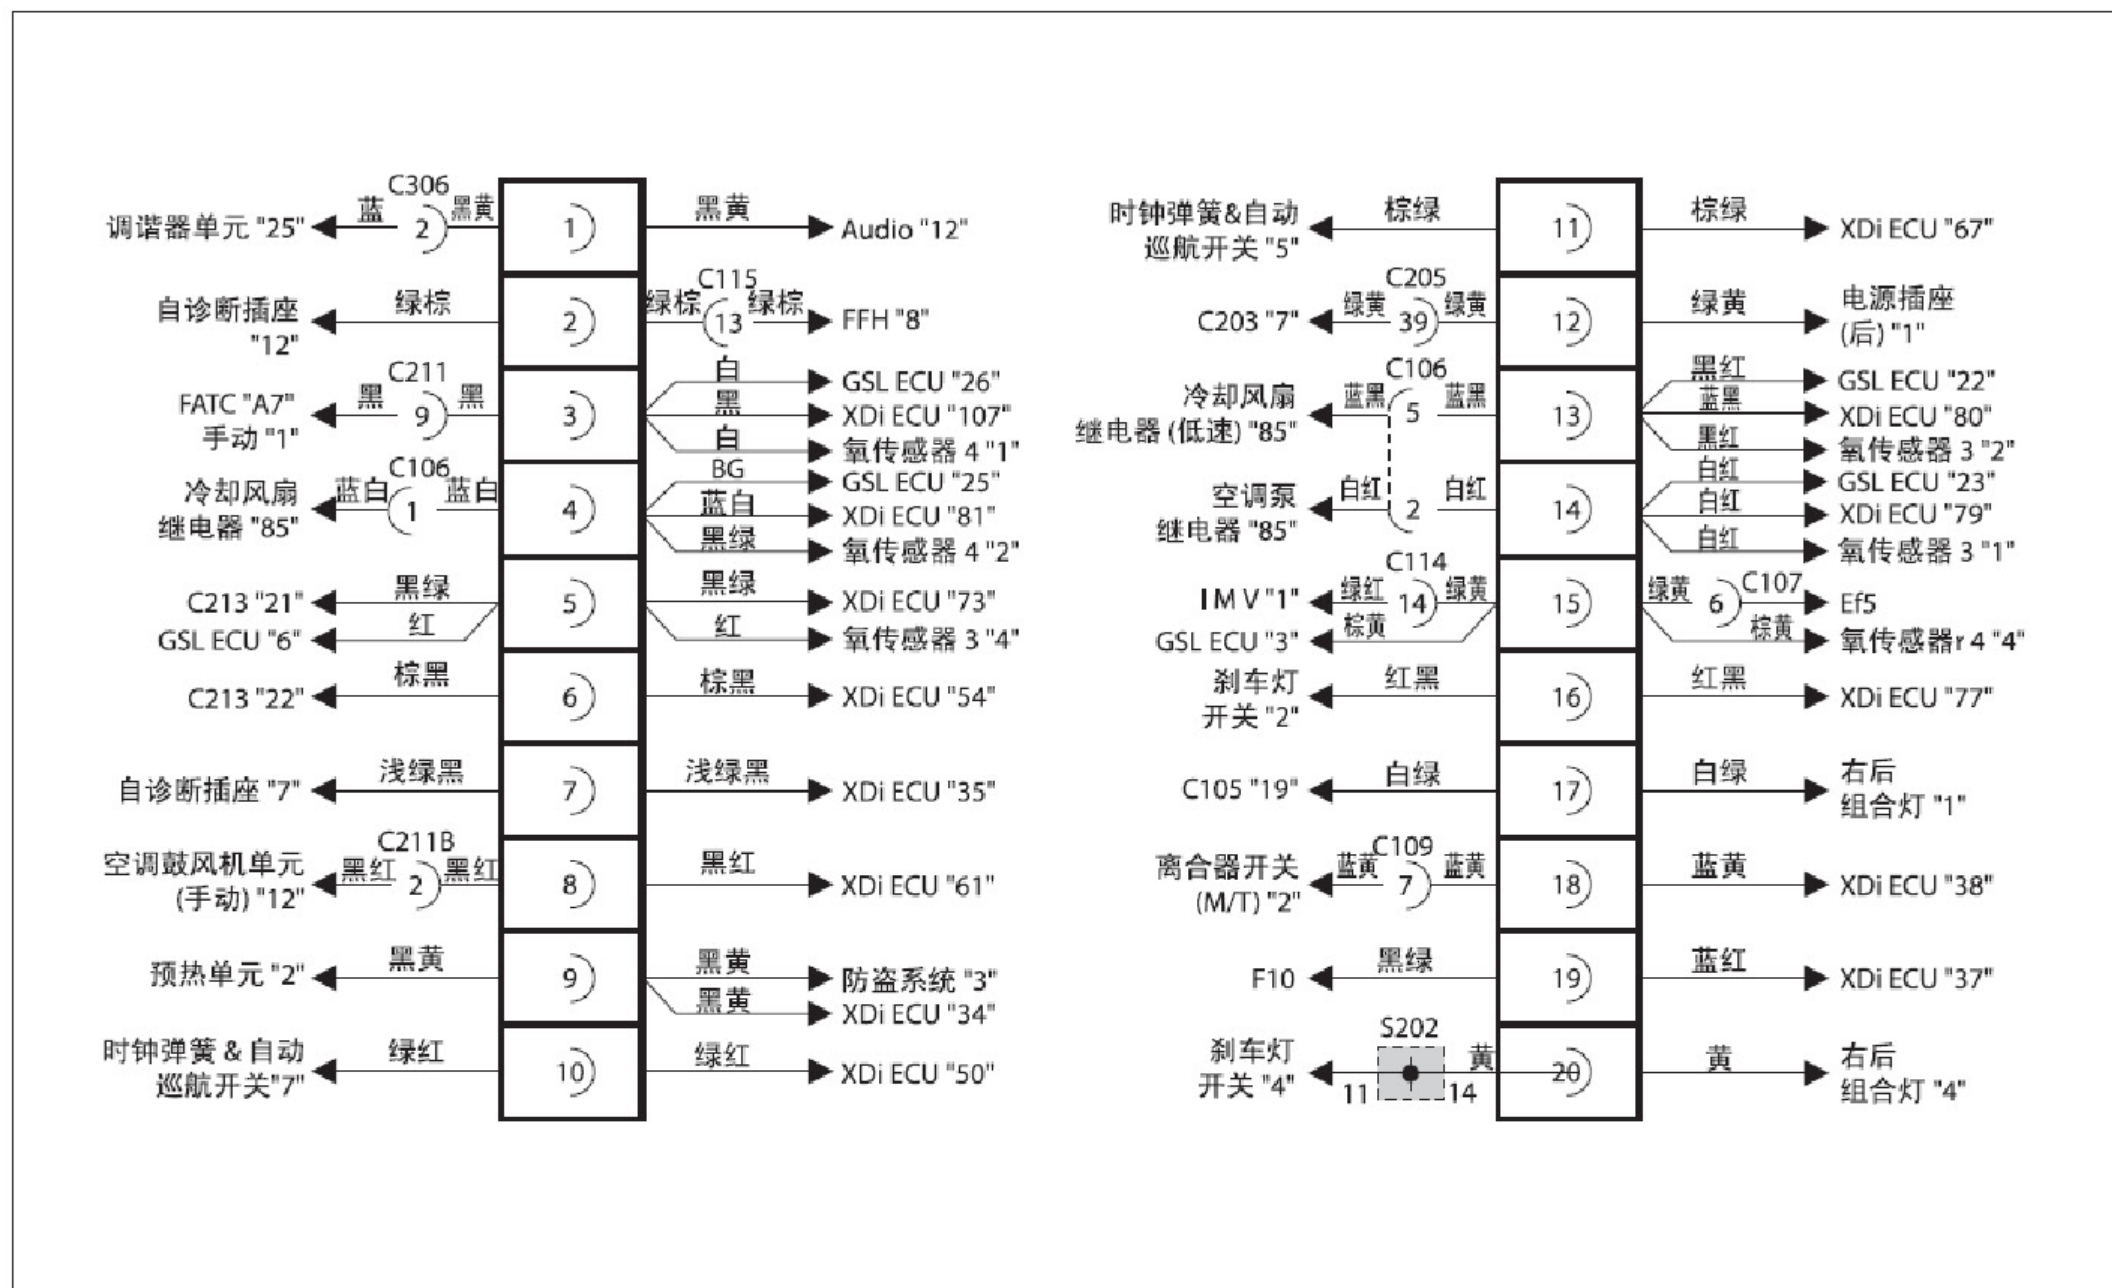 C306
蓝
黑黄
黑黄
调谐器单元 "25"
2
1
Audio "12"
C115
自诊断插座
"12"
绿棕
2
绿棕
13
绿棕
FFH "8"
C211
FATC "A7"
手动 "1"
黑
9
黑
3
白
GSL ECU "26"
黑
XDi ECU "107"
白
氧传感器 4 "1"
C106
冷却风扇
继电器 "85"
蓝白
1
蓝白
4
BG
GSL ECU "25"
蓝白
XDi ECU "81"
黑绿
氧传感器 4 "2"
C213 "21"
黑绿
GSL ECU "6"
红
5
黑绿
XDi ECU "73"
红
氧传感器 3 "4"
C213 "22"
棕黑
6
棕黑
XDi ECU "54"
自诊断插座 "7"
浅绿黑
7
浅绿黑
XDi ECU "35"
C211B
空调鼓风机单元
(手动) "12"
黑红
2
黑红
8
黑红
XDi ECU "61"
预热单元 "2"
黑黄
9
黑黄
防盗系统 "3"
黑黄
XDi ECU "34"
时钟弹簧 & 自动
巡航开关"7"
绿红
10
绿红
XDi ECU "50"
时钟弹簧&自动
巡航开关 "5"
棕绿
11
棕绿
XDi ECU "67"
C205
C203 "7"
绿黄
39
绿黄
12
绿黄
电源插座
(后) "1"
C106
冷却风扇
继电器 (低速) "85"
蓝黑
5
蓝黑
13
黑红
GSL ECU "22"
蓝黑
XDi ECU "80"
黑红
氧传感器 3 "2"
空调泵
继电器 "85"
白红
2
白红
14
白红
GSL ECU "23"
白红
XDi ECU "79"
白红
氧传感器 3 "1"
C114
I M V "1"
绿红
14
绿黄
GSL ECU "3"
棕黄
15
绿黄
6
C107
Ef5
棕黄
氧传感器r 4 "4"
刹车灯
开关 "2"
红黑
16
红黑
XDi ECU "77"
C105 "19"
白绿
17
白绿
右后
组合灯 "1"
C109
离合器开关
(M/T) "2"
蓝黄
7
蓝黄
18
蓝黄
XDi ECU "38"
F10
黑绿
19
蓝红
XDi ECU "37"
S202
刹车灯
开关 "4"
11
14
黄
20
黄
右后
组合灯 "4"